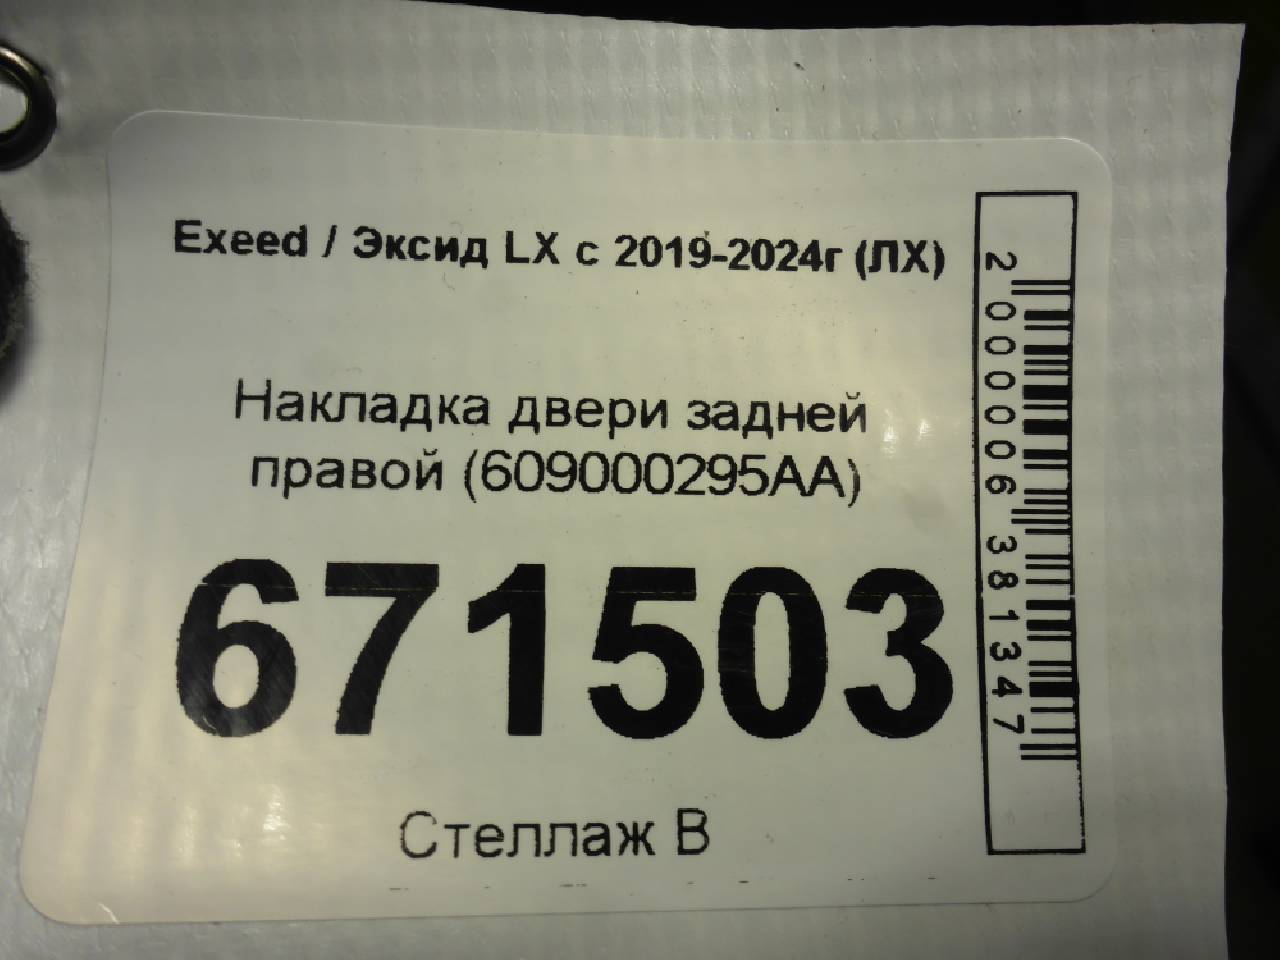 Exeed / Эксид LX с 2019-2024г (ЛХ)
Накладка двери задней
правой (609000295AA)
671503
Стеллаж В
2000006381347